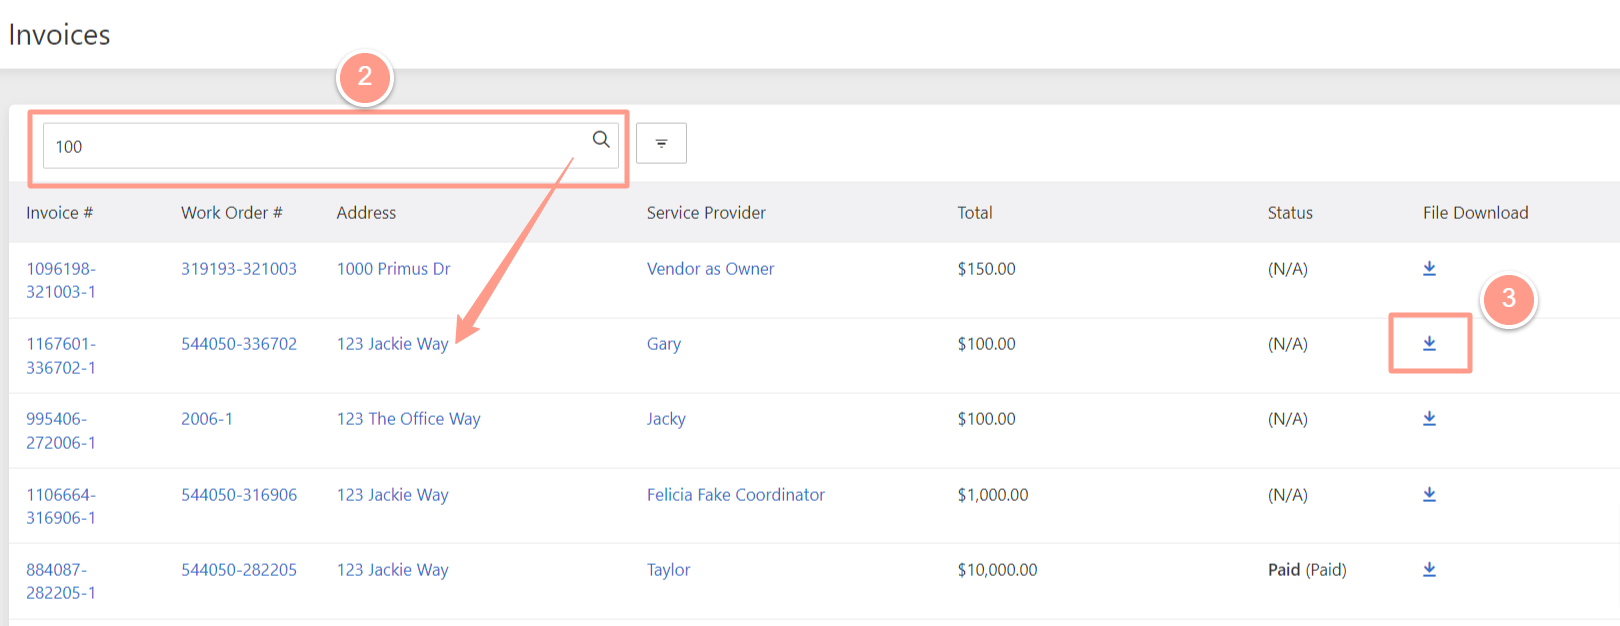 Invoices
2
100
Invoice # Work Order # Address Service Provider Total Status File Download
1096198- 319193-321003 1000 Primus Dr Vendor as Owner $150.00 (N/A)
321003-1
3
1167601- 544050-336702 123 Jackie Way Gary $100.00 (N/A)
336702-1
995406- 2006-1 123 The Office Way Jacky $100.00 (N/A)
272006-1
1106664- 544050-316906 123 Jackie Way Felicia Fake Coordinator $1,000.00 (N/A)
316906-1
884087- 544050-282205 123 Jackie Way Taylor $10,000.00 Paid (Paid)
282205-1